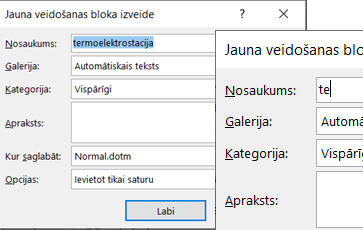 Jauna veidošanas bloka izveide ? ×
Nosaukums: termoelektrostacija
Galerija: Automātiskais teksts
Kategorija: Vispārīgi
Apraksts:
Kur saglabāt: Normal.dotm
Opcijas: Ievietot tikai saturu
Labi
Jauna veidošanas blo
Nosaukums: te
Galerija: Automā
Kategorija: Vispārīg
Apraksts: